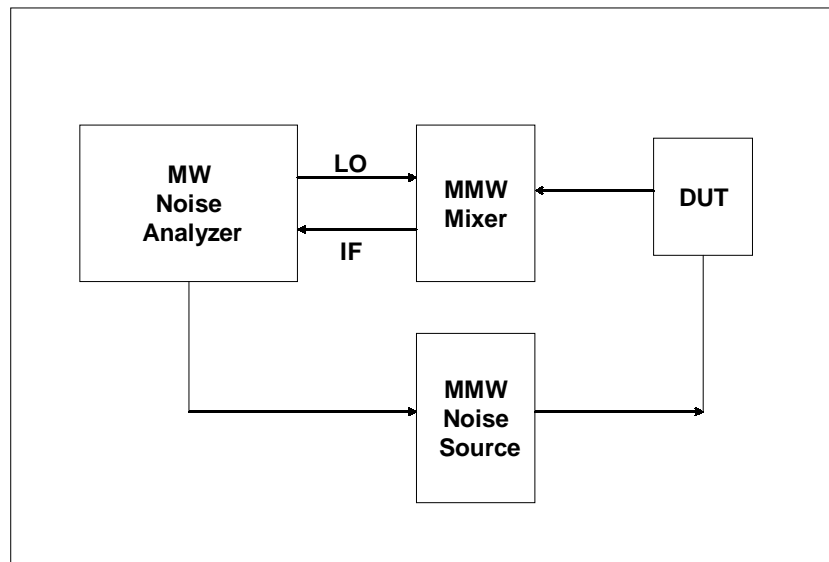 MW
Noise
Analyzer
LO
IF
MMW
Mixer
DUT
MMW
Noise
Source